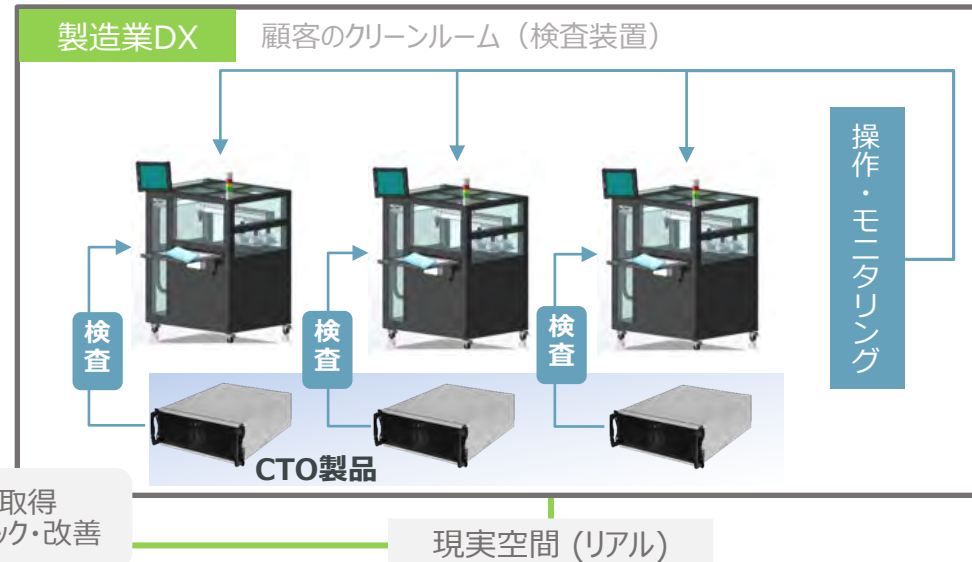 製造業DX
顧客のクリーンルーム（検査装置）
操作・モニタリング
検査
検査
検査
CTO製品
取得
ック・改善
現実空間 (リアル)